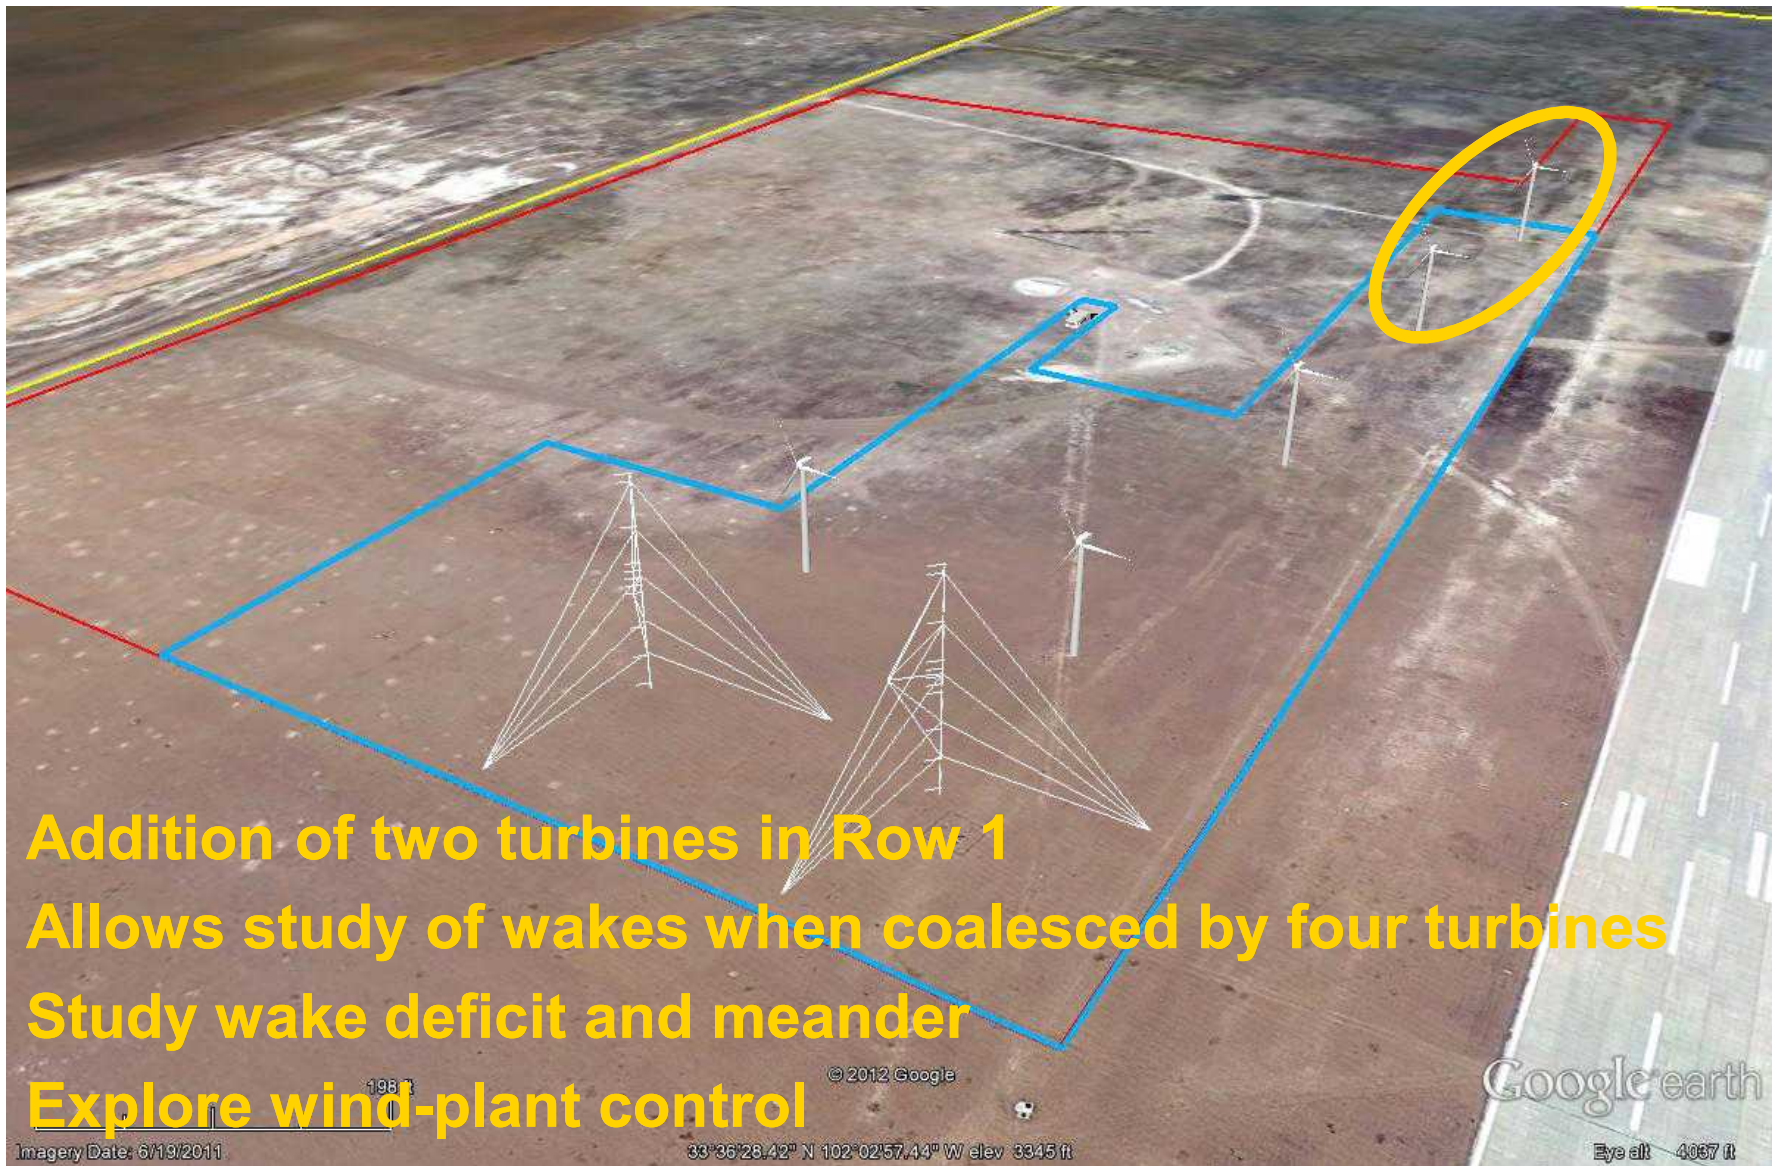 Addition of two turbines in Row 1
Allows study of wakes when coalesced by four turbines
Study wake deficit and meander
© 2012 Google
Google earth
198 ft
Explore wind-plant control
Imagery Date: 6/19/2011
33°36'28.42" N 102°02'57.44" W elev 3345 ft
Eye alt 4037 ft